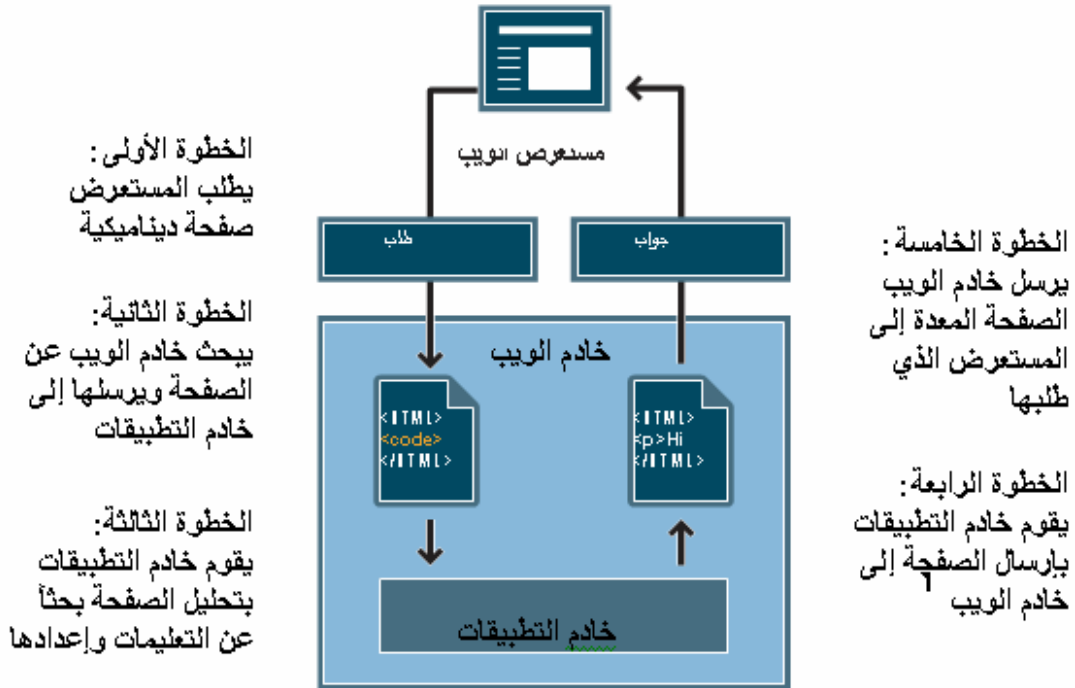 مستعرض الويب
الخطوة الأولى:
يطلب المستعرض
صفحة ديناميكية
طلب
جواب
الخطوة الثانية:
يبحث خادم الويب عن
الصفحة ويرسلها إلى
خادم التطبيقات
خادم الويب
<HTML>
<code>
</HTML>
<HTML>
<p>Hi
</HTML>
الخطوة الثالثة:
يقوم خادم التطبيقات
بتحليل الصفحة بحثاً
عن التعليمات وإعدادها
خادم التطبيقات
الخطوة الرابعة:
يقوم خادم التطبيقات
بإرسال الصفحة إلى
خادم الويب
الخطوة الخامسة:
يرسل خادم الويب
الصفحة المعدة إلى
المستعرض الذي
طلبها